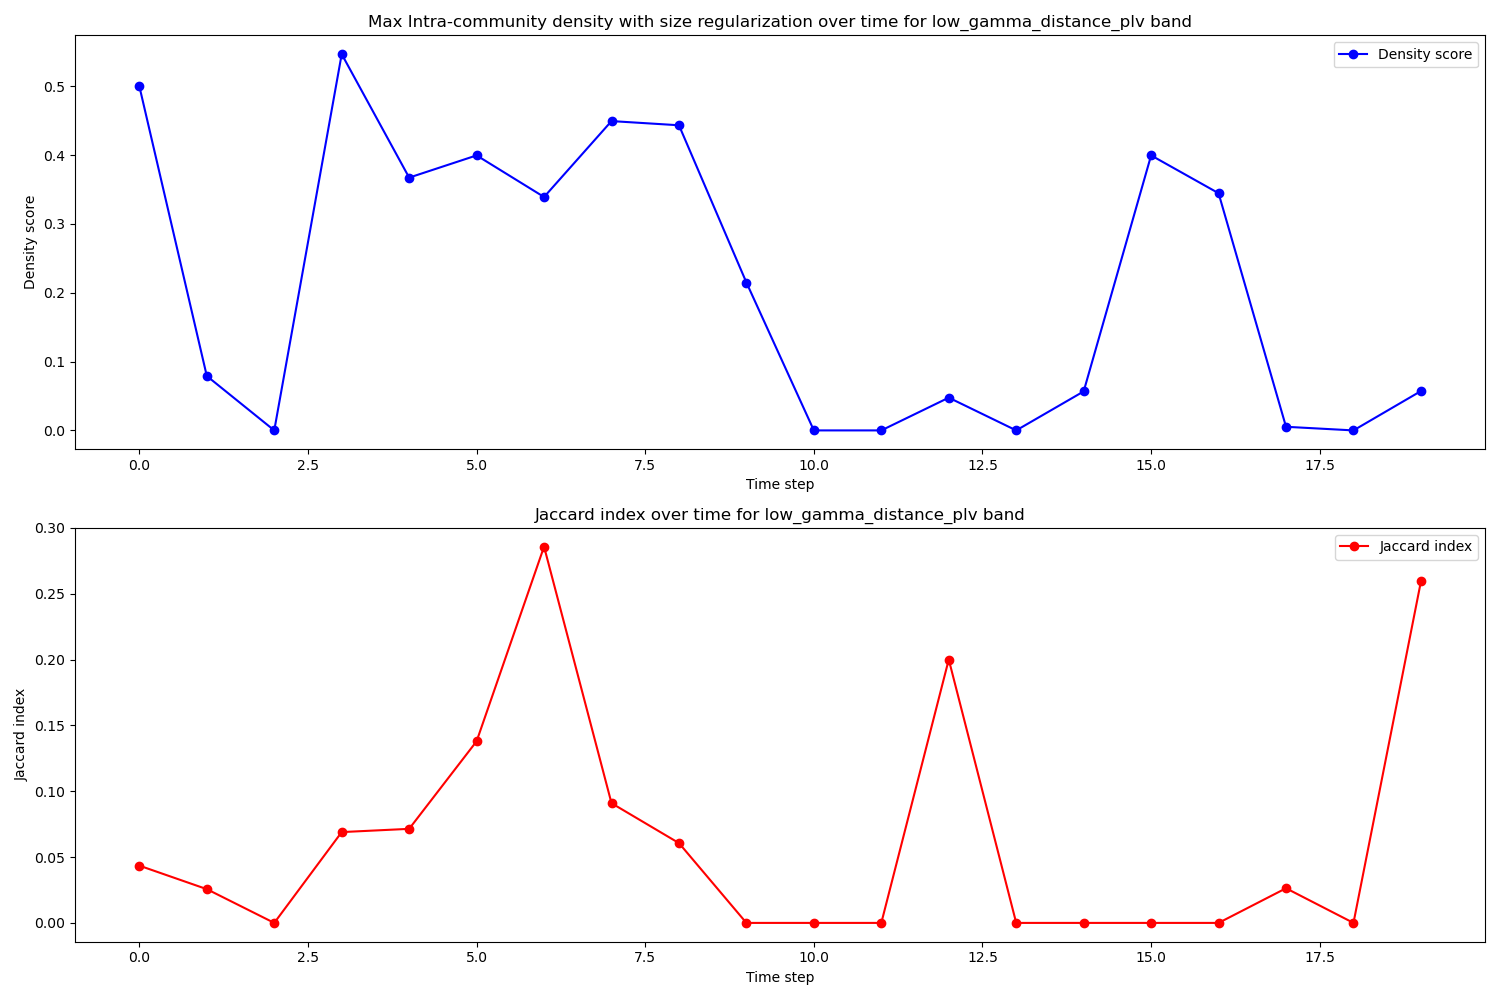 Max Intra-community density with size regularization over time for low_gamma_distance_plv band
Density score
0.5
0.4
0.3
0.2
0.1
0.0
Density score
0.0 2.5 5.0 7.5 10.0 12.5 15.0 17.5
Time step
Jaccard index over time for low_gamma_distance_plv band
Jaccard index
0.30
0.25
0.20
0.15
0.10
0.05
0.00
Jaccard index
0.0 2.5 5.0 7.5 10.0 12.5 15.0 17.5
Time step